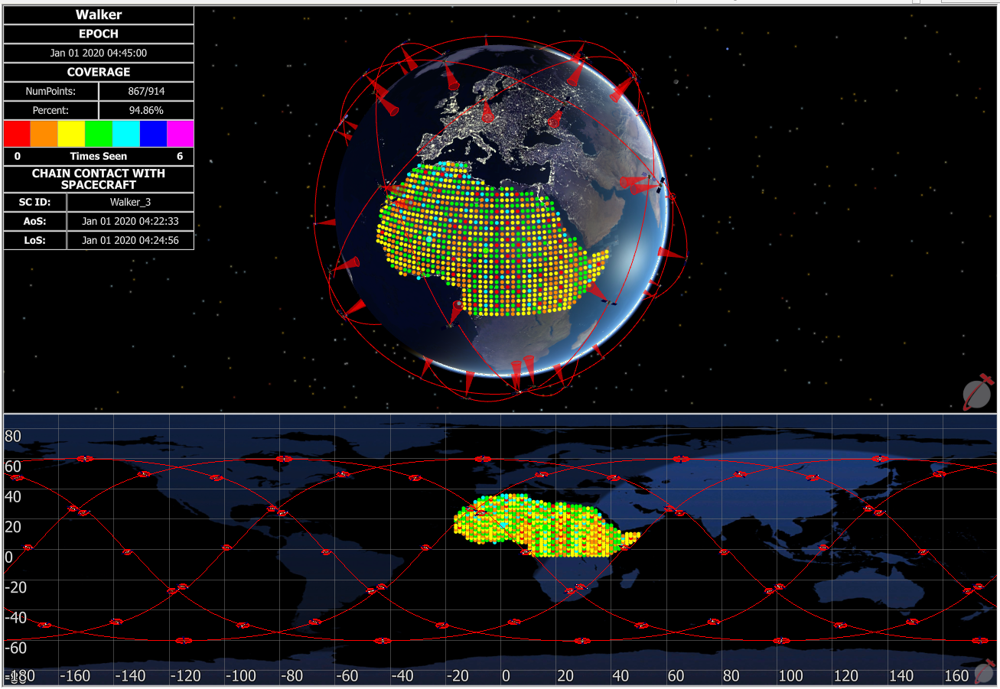 Walker
EPOCH
Jan 01 2020 04:45:00
COVERAGE
NumPoints: 867/914
Percent: 94.86%
0 Times Seen 6
CHAIN CONTACT WITH
SPACECRAFT
SC ID: Walker_3
AoS: Jan 01 2020 04:22:33
LoS: Jan 01 2020 04:24:56
80
60
40
20
0
-20
-40
-60
-180 -160 -140 -120 -100 -80 -60 -40 -20 0 20 40 60 80 100 120 140 160